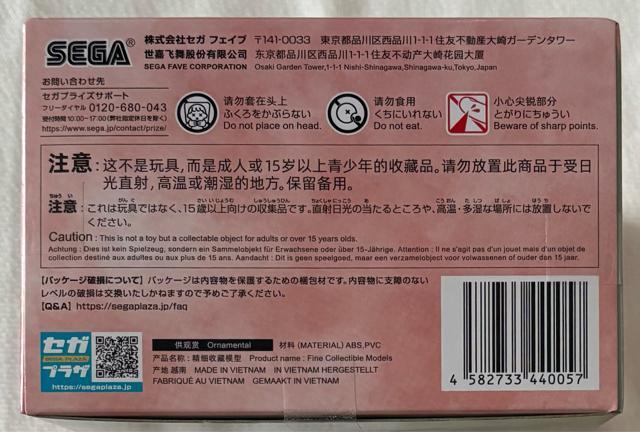 SEGA®
株式会社セガ フェイブ 〒141-0033 東京都品川区西品川1-1-1住友不動産大崎ガーデンタワー
世嘉飞舞股份有限公司 东京都品川区西品川1-1-1住友不动产大崎花园大厦
SEGA FAVE CORPORATION Osaki Garden Tower,1-1-1 Nishi-Shinagawa,Shinagawa-ku,Tokyo,Japan
お問い合わせ先
セガプライズサポート
フリーダイヤル 0120-680-043
受付時間 10:00~17:00(弊社指定休日を除く)
https://www.sega.jp/contact/prize/
请勿套在头上
ふくろをかぶらない
Do not place on head.
请勿食用
くちにいれない
Do not eat.
小心尖锐部分
とがりにちゅうい
Beware of sharp points.
注意:这不是玩具,而是成人或15岁以上青少年的收藏品。请勿放置此商品于受日
光直射,高温或潮湿的地方。保留备用。
注意:これは玩具ではなく、15歳以上向けの収集品です。直射日光の当たるところや、高温・多湿な場所には放置しないで
ください。
Caution : This is not a toy but a collectable object for adults or over 15 years olds.
Achtung : Dies ist kein Spielzeug, sondern ein Sammelobjekt für Erwachsene oder über 15-Jährige. Attention : Il ne s'agit pas d'un jouet mais d'un objet de
collection destiné aux adultes ou au plus de 15 ans. Aandacht : Dit is geen speelgoed, maar een verzamelobject voor volwassenen of ouder dan 15 jaar.
【パッケージ破損について】パッケージは内容物を保護するための梱包材です。内容物に支障のない
レベルの破損は交換いたしかねますので予めご了承ください。
【Q&A】https://segaplaza.jp/faq
セガ
SEGA PLAZA
プラザ
https://segaplaza.jp/
供观赏 Ornamental 材料 (MATERIAL) ABS,PVC
产品名称:精细收藏模型 Product name : Fine Collectible Models
产地 越南 MADE IN VIETNAM IN VIETNAM HERGESTELLT
FABRIQUÉ AU VIETNAM GEMAAKT IN VIETNAM
4 582733 440057